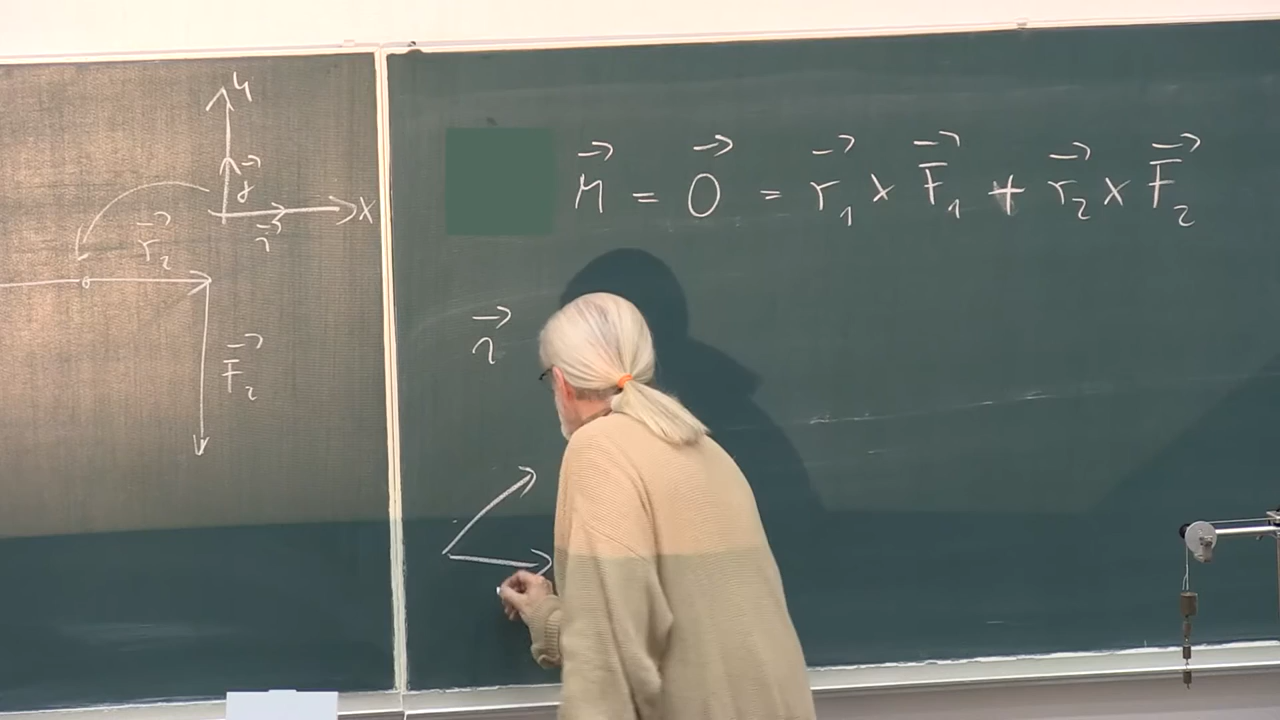 y
x
r⃗₂
F⃗₂
M⃗ = 0⃗ = r⃗₁ × F⃗₁ + r⃗₂ × F⃗₂